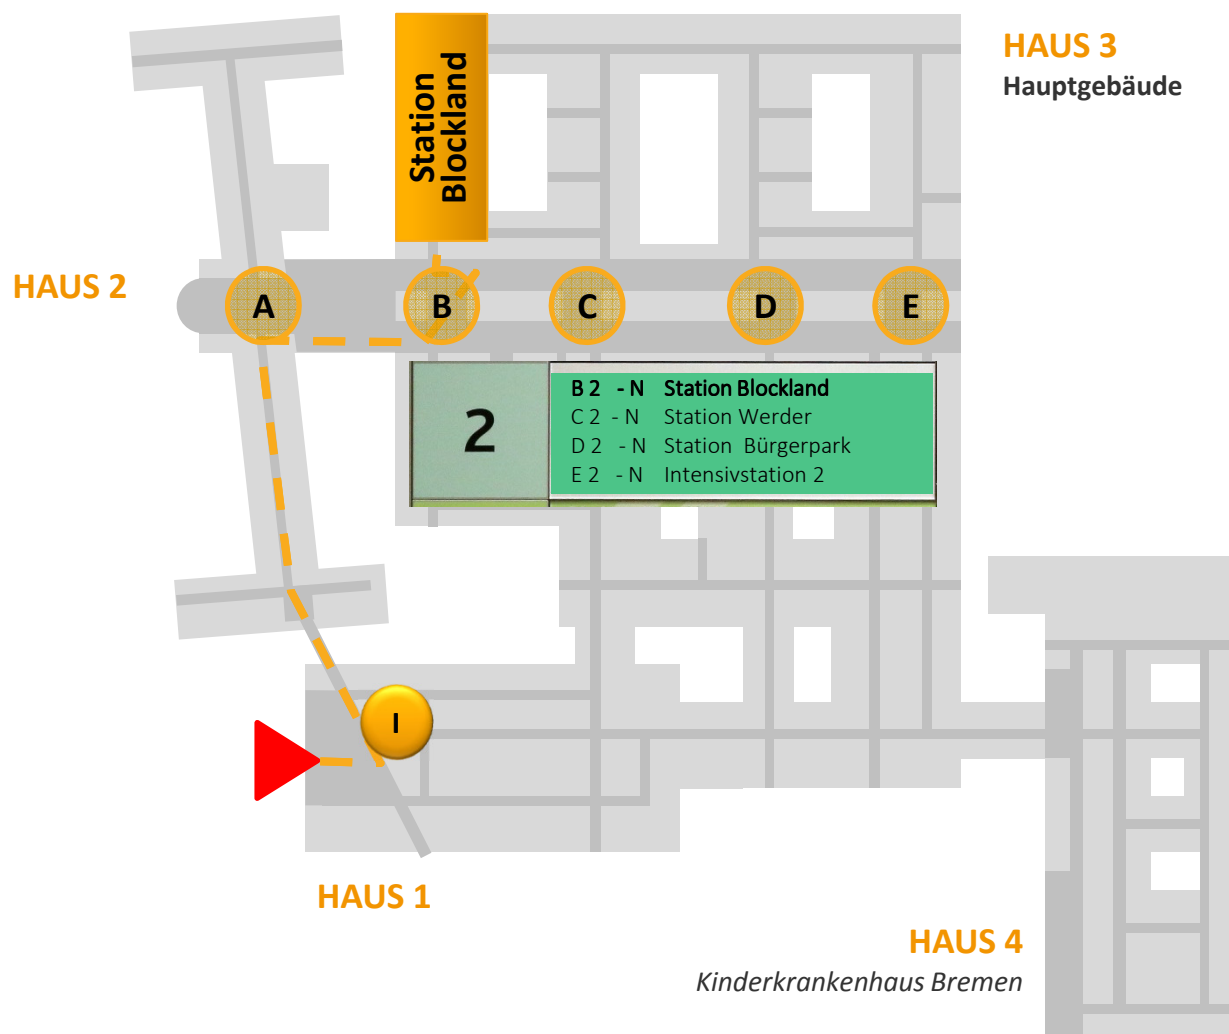 HAUS 3
Hauptgebäude
Station
Blockland
HAUS 2
A
B
C
D
E
2
B 2 - N Station Blockland
C 2 - N Station Werder
D 2 - N Station Bürgerpark
E 2 - N Intensivstation 2
I
HAUS 1
HAUS 4
Kinderkrankenhaus Bremen